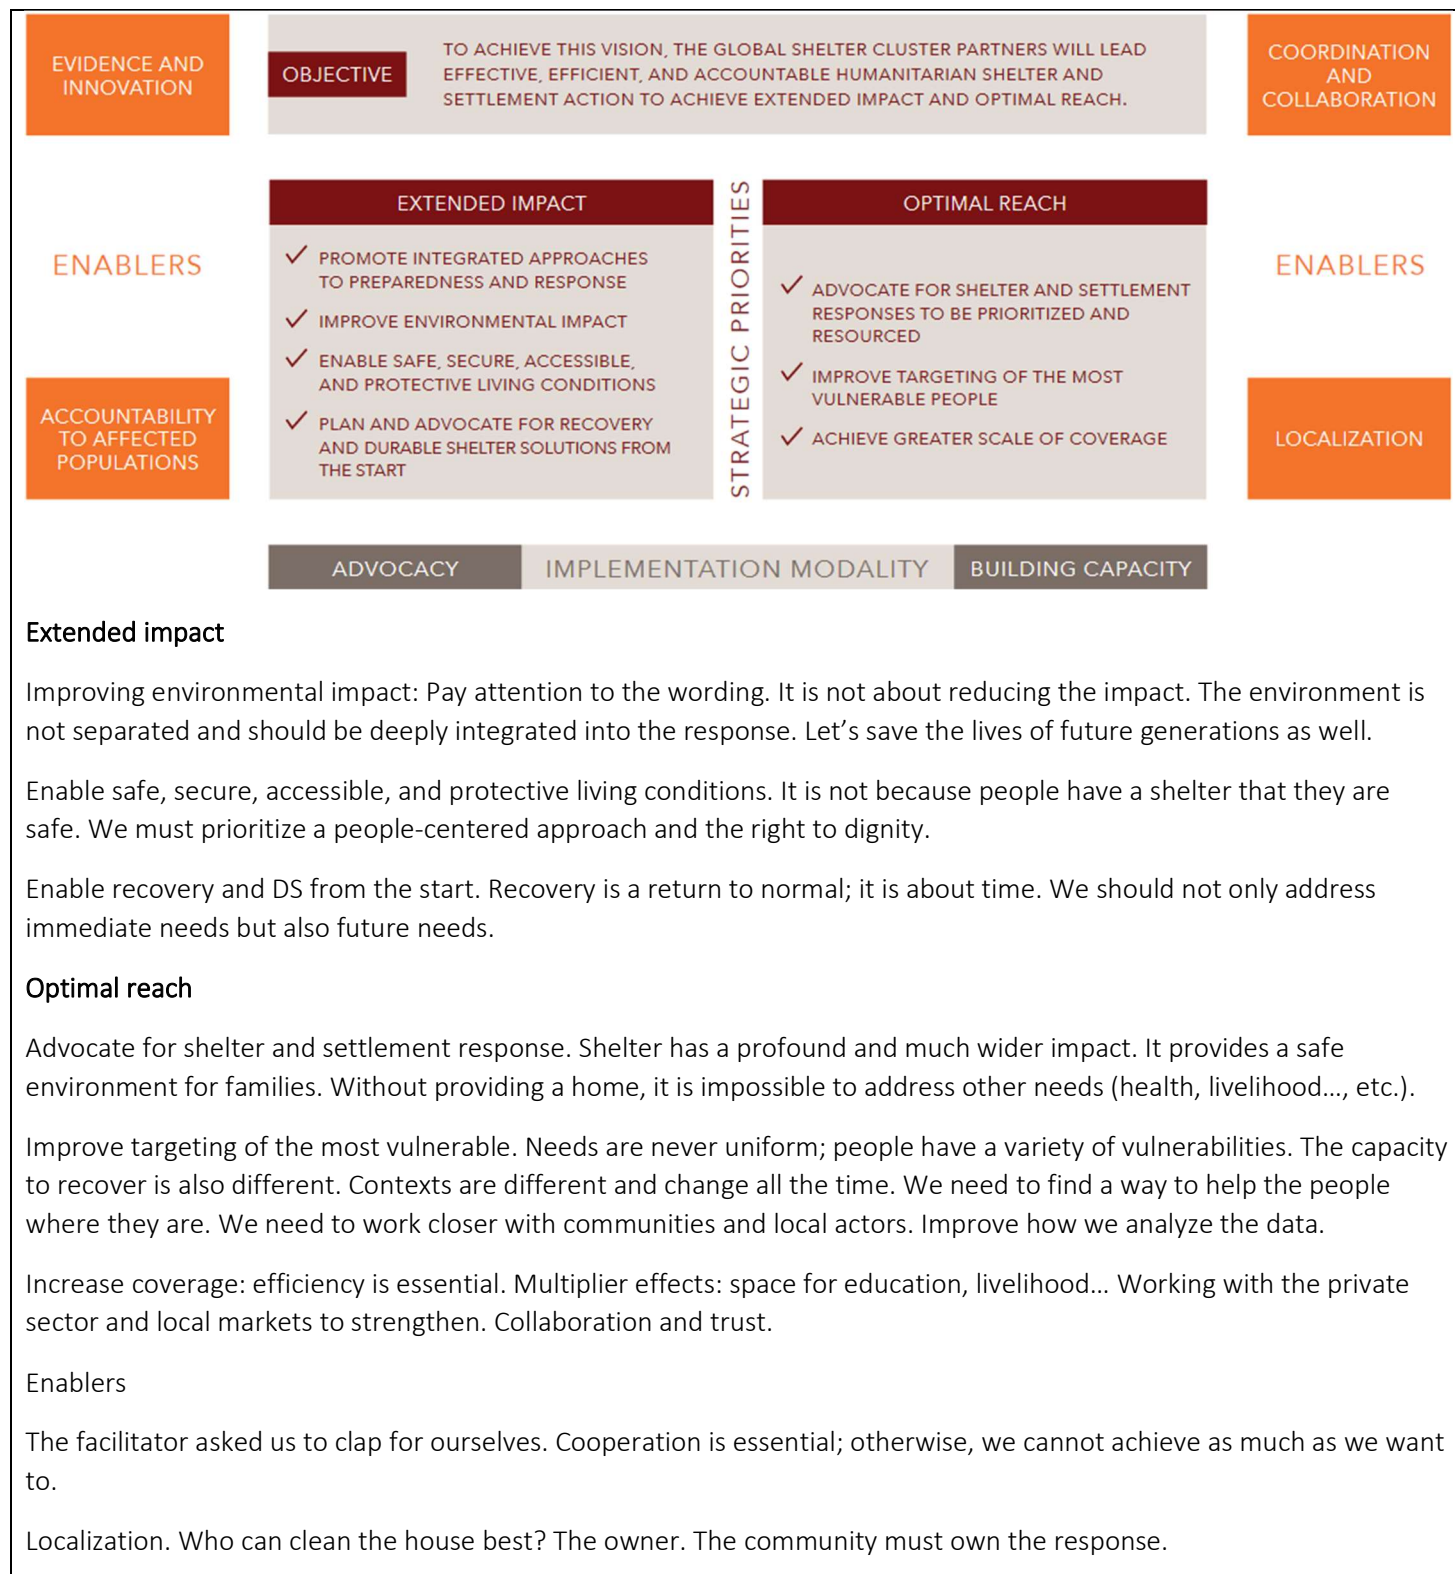 EVIDENCE AND
INNOVATION
OBJECTIVE
TO ACHIEVE THIS VISION, THE GLOBAL SHELTER CLUSTER PARTNERS WILL LEAD
EFFECTIVE, EFFICIENT, AND ACCOUNTABLE HUMANITARIAN SHELTER AND
SETTLEMENT ACTION TO ACHIEVE EXTENDED IMPACT AND OPTIMAL REACH.
COORDINATION
AND
COLLABORATION
ENABLERS
ACCOUNTABILITY
TO AFFECTED
POPULATIONS
EXTENDED IMPACT
✓ PROMOTE INTEGRATED APPROACHES
TO PREPAREDNESS AND RESPONSE
✓ IMPROVE ENVIRONMENTAL IMPACT
✓ ENABLE SAFE, SECURE, ACCESSIBLE,
AND PROTECTIVE LIVING CONDITIONS
✓ PLAN AND ADVOCATE FOR RECOVERY
AND DURABLE SHELTER SOLUTIONS FROM
THE START
STRATEGIC PRIORITIES
OPTIMAL REACH
✓ ADVOCATE FOR SHELTER AND SETTLEMENT
RESPONSES TO BE PRIORITIZED AND
RESOURCED
✓ IMPROVE TARGETING OF THE MOST
VULNERABLE PEOPLE
✓ ACHIEVE GREATER SCALE OF COVERAGE
ENABLERS
LOCALIZATION
ADVOCACY
IMPLEMENTATION MODALITY
BUILDING CAPACITY
Extended impact
Improving environmental impact: Pay attention to the wording. It is not about reducing the impact. The environment is
not separated and should be deeply integrated into the response. Let’s save the lives of future generations as well.
Enable safe, secure, accessible, and protective living conditions. It is not because people have a shelter that they are
safe. We must prioritize a people-centered approach and the right to dignity.
Enable recovery and DS from the start. Recovery is a return to normal; it is about time. We should not only address
immediate needs but also future needs.
Optimal reach
Advocate for shelter and settlement response. Shelter has a profound and much wider impact. It provides a safe
environment for families. Without providing a home, it is impossible to address other needs (health, livelihood…, etc.).
Improve targeting of the most vulnerable. Needs are never uniform; people have a variety of vulnerabilities. The capacity
to recover is also different. Contexts are different and change all the time. We need to find a way to help the people
where they are. We need to work closer with communities and local actors. Improve how we analyze the data.
Increase coverage: efficiency is essential. Multiplier effects: space for education, livelihood… Working with the private
sector and local markets to strengthen. Collaboration and trust.
Enablers
The facilitator asked us to clap for ourselves. Cooperation is essential; otherwise, we cannot achieve as much as we want
to.
Localization. Who can clean the house best? The owner. The community must own the response.